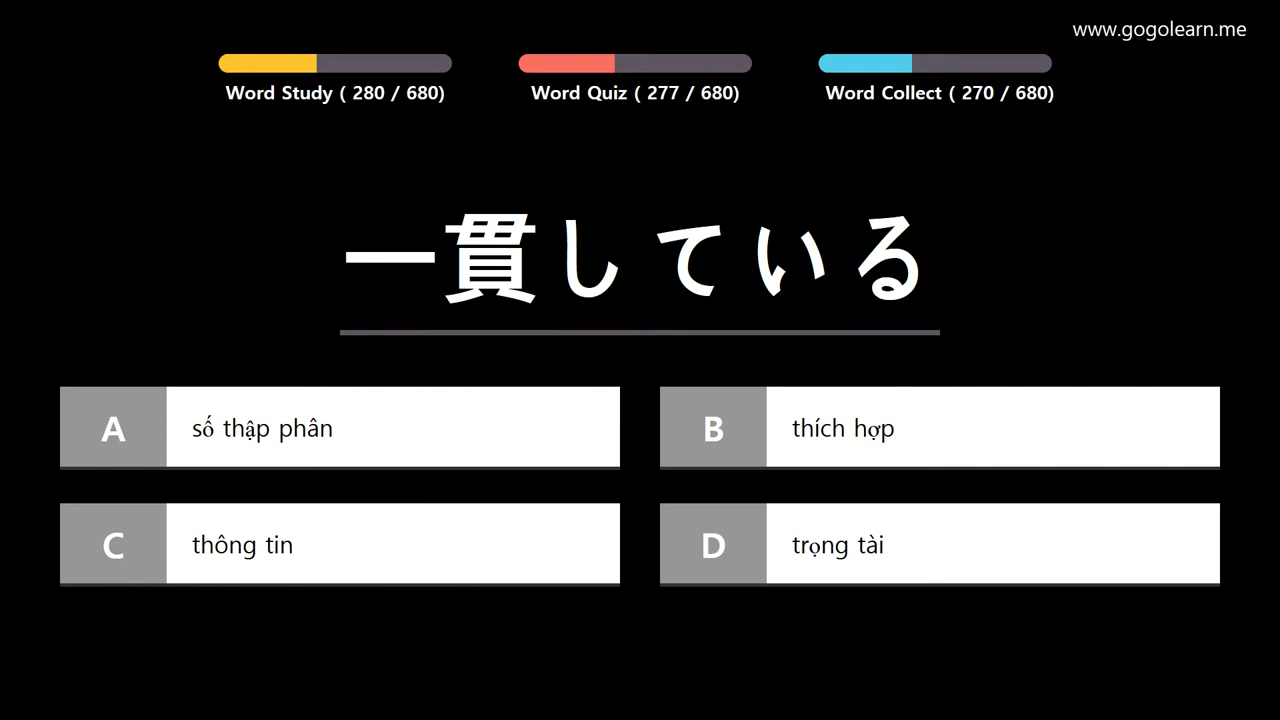 www.gogolearn.me
Word Study ( 280 / 680)
Word Quiz ( 277 / 680)
Word Collect ( 270 / 680)
一貫している
A
số thập phân
B
thích hợp
C
thông tin
D
trọng tài